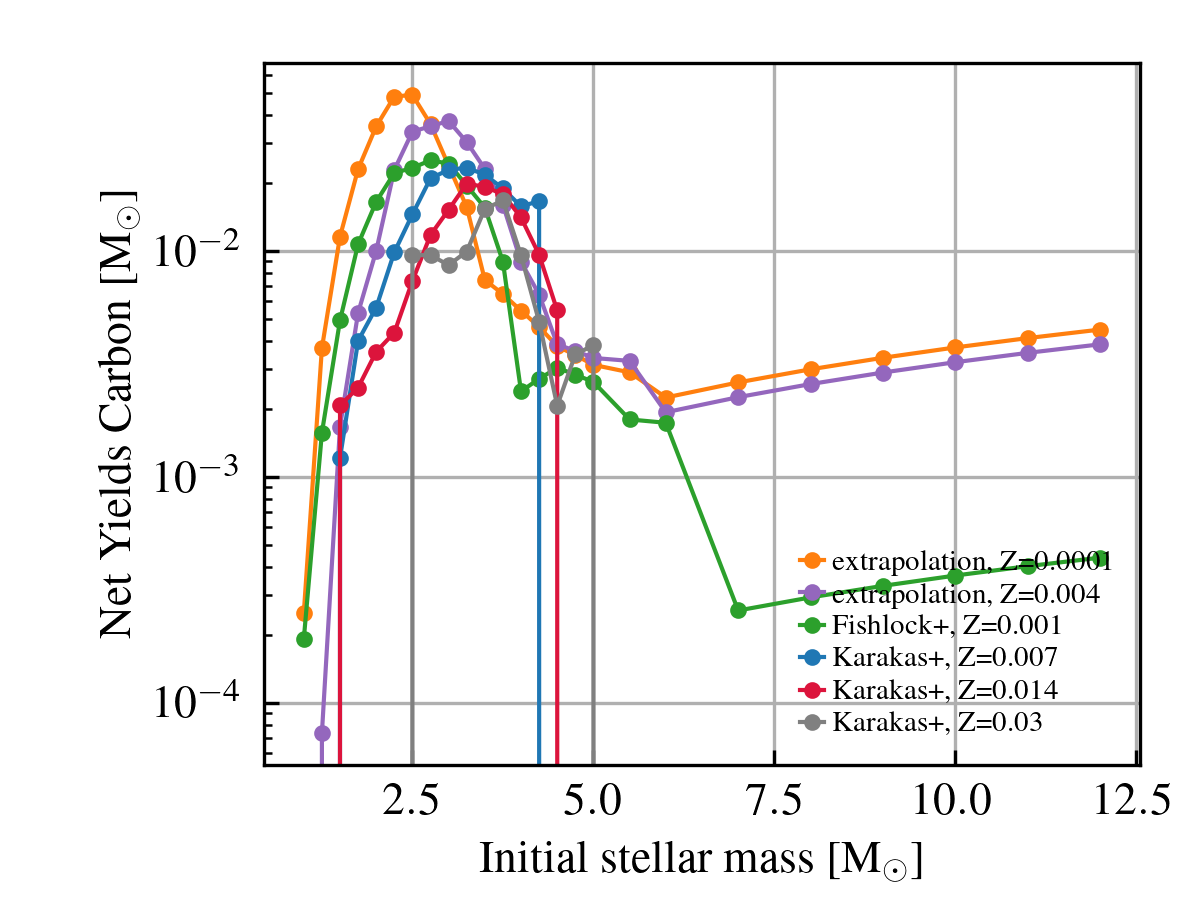 Net Yields Carbon [M☉]
10⁻²
10⁻³
10⁻⁴
extrapolation, Z=0.0001
extrapolation, Z=0.004
Fishlock+, Z=0.001
Karakas+, Z=0.007
Karakas+, Z=0.014
Karakas+, Z=0.03
2.5 5.0 7.5 10.0 12.5
Initial stellar mass [M☉]